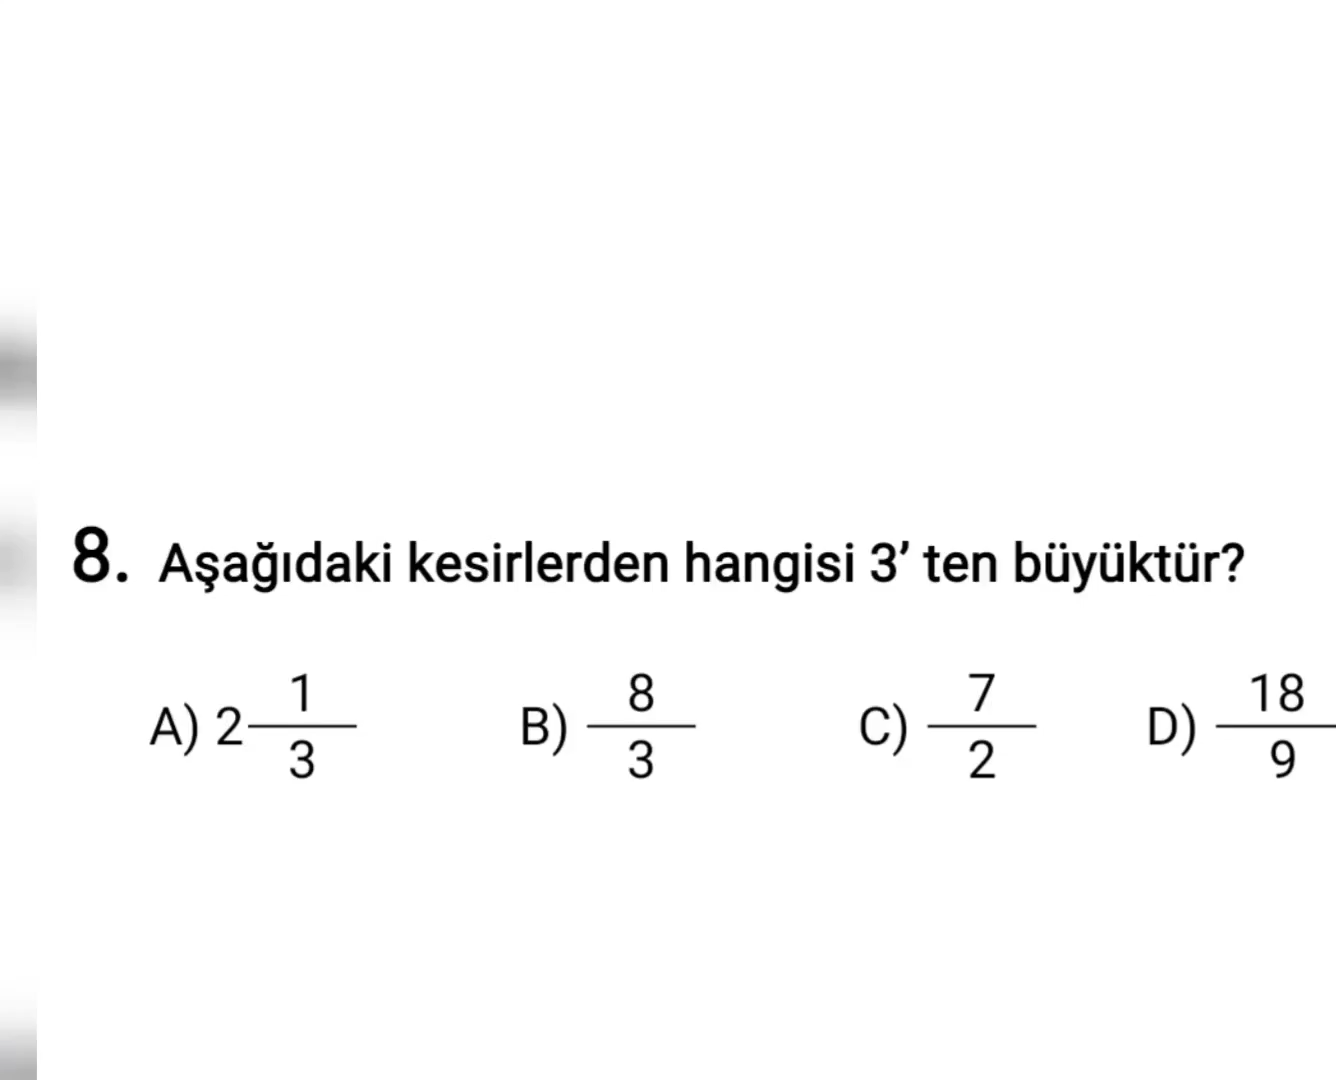 8. Aşağıdaki kesirlerden hangisi 3' ten büyüktür?
A) 2 1/3 B) 8/3 C) 7/2 D) 18/9